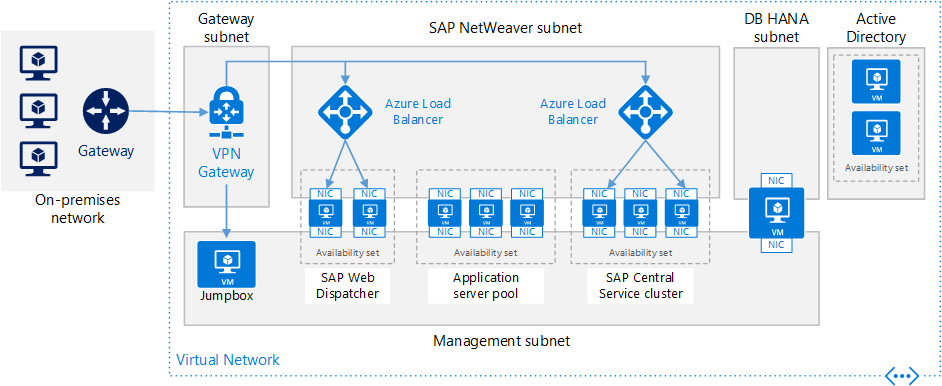 Gateway
subnet
SAP NetWeaver subnet
DB HANA
subnet
Active
Directory
Gateway
On-premises
network
VPN
Gateway
Azure Load
Balancer
Azure Load
Balancer
VM
VM
Availability set
NIC
NIC
VM
VM
NIC
NIC
Availability set
SAP Web
Dispatcher
NIC
NIC
NIC
VM
VM
VM
NIC
NIC
NIC
Availability set
Application
server pool
NIC
NIC
NIC
VM
VM
VM
NIC
NIC
NIC
Availability set
SAP Central
Service cluster
NIC
VM
NIC
VM
Jumpbox
Management subnet
Virtual Network